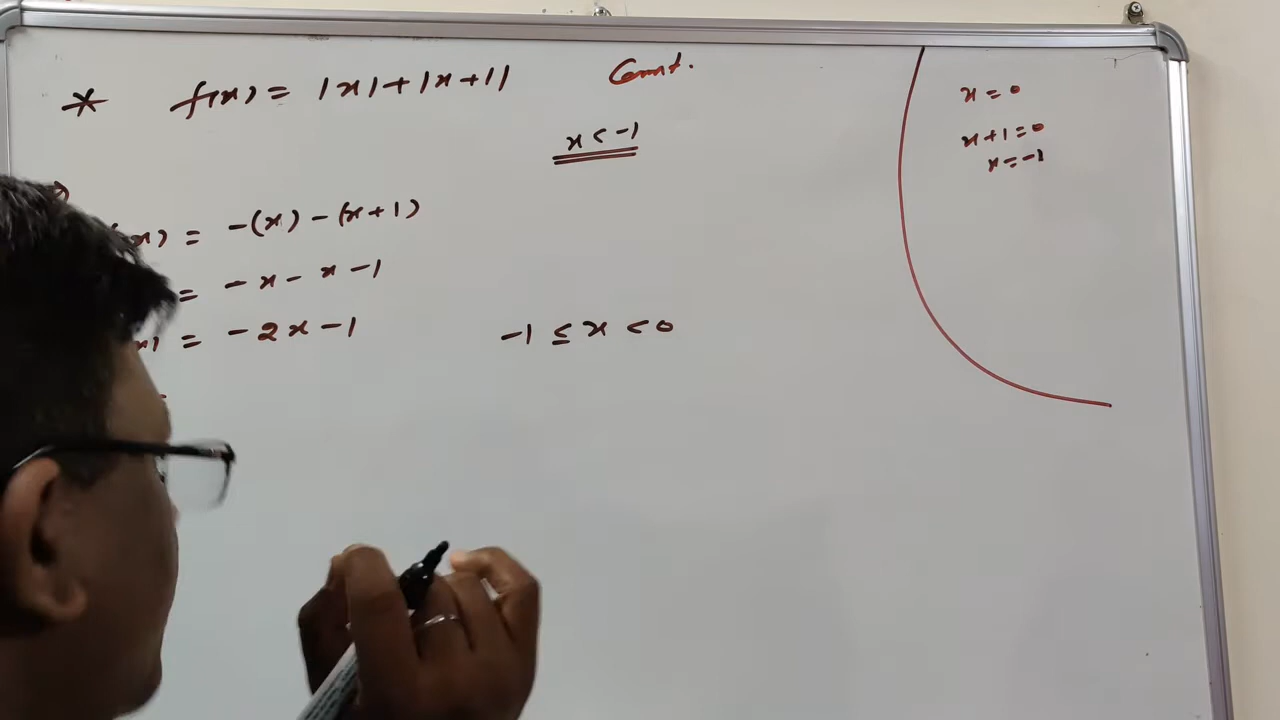 * f(x) = |x| + |x+1| Cont.
x < -1
x) = -(x) - (x+1)
= -x - x - 1
x) = -2x - 1 -1 ≤ x < 0
x = 0
x+1 = 0
x = -1